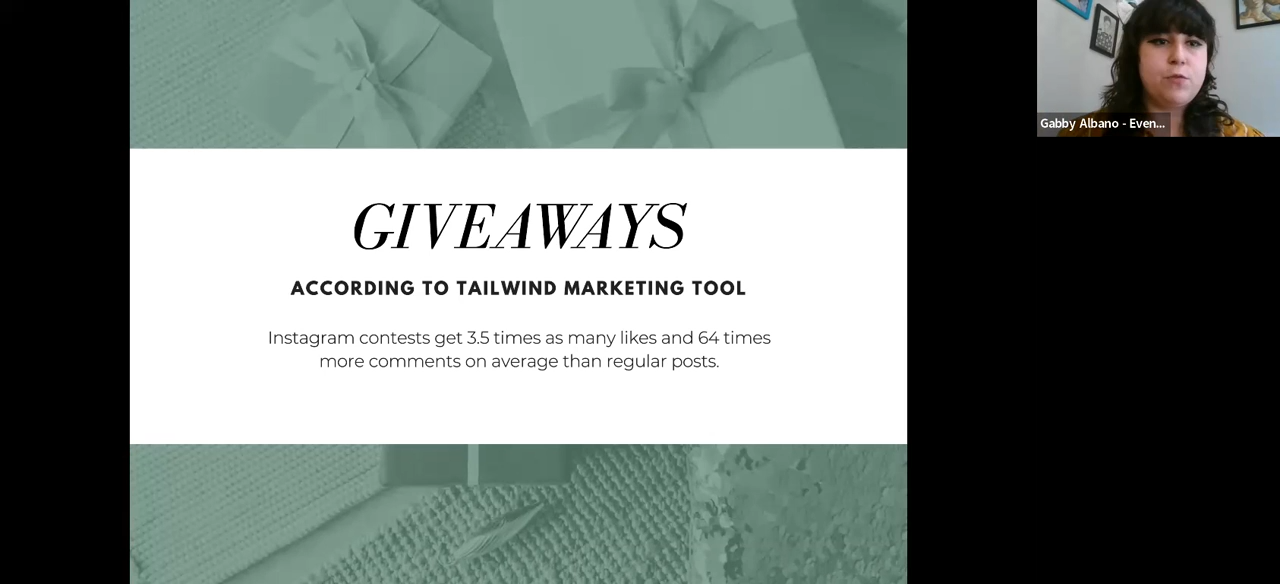 GIVEAWAYS
ACCORDING TO TAILWIND MARKETING TOOL
Instagram contests get 3.5 times as many likes and 64 times
more comments on average than regular posts.
Gabby Albano - Even...